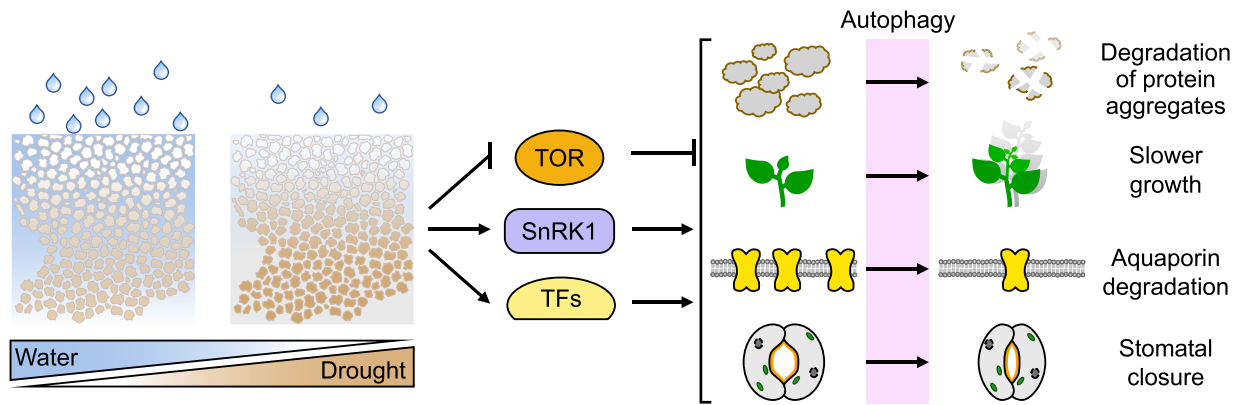 Autophagy
Degradation
of protein
aggregates
TOR
Slower
growth
SnRK1
Aquaporin
degradation
TFs
Water
Drought
Stomatal
closure